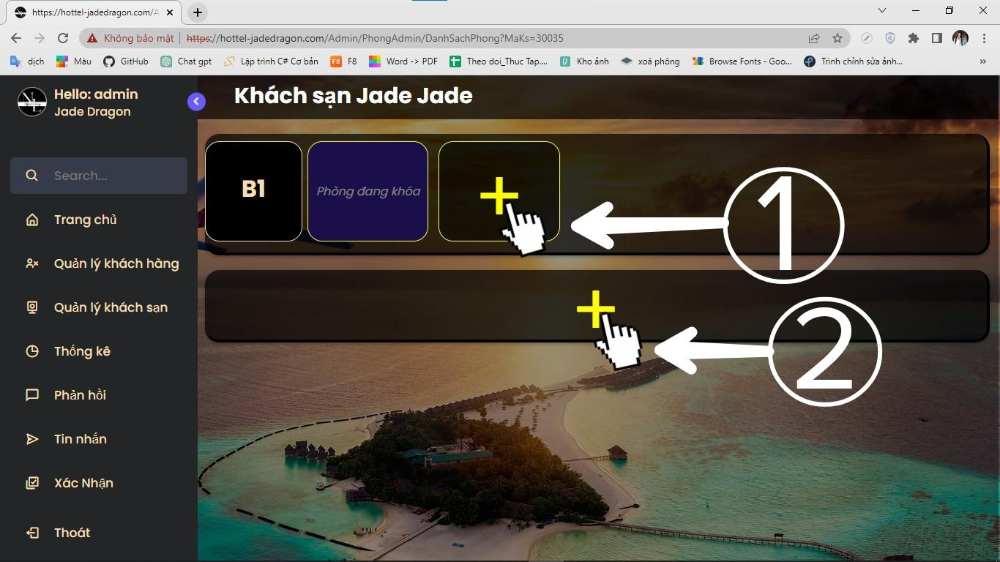 https://hottel-jadedragon.com/A
Không bảo mật
https://hottel-jadedragon.com/Admin/PhongAdmin/DanhSachPhong?MaKs=30035
dịch
Màu
GitHub
Chat gpt
Lập trình C# Cơ bản
F8
F8
Word -> PDF
Theo doi_Thuc Tap....
Kho ảnh
xoá phông
Browse Fonts - Goo...
Trình chỉnh sửa ảnh...
»
Hello: admin
Jade Dragon
Khách sạn Jade Jade
Search...
Trang chủ
Quản lý khách hàng
Quản lý khách sạn
Thống kê
Phản hồi
Tin nhắn
Xác Nhận
Thoát
B1
Phòng đang khóa
+
1
+
2